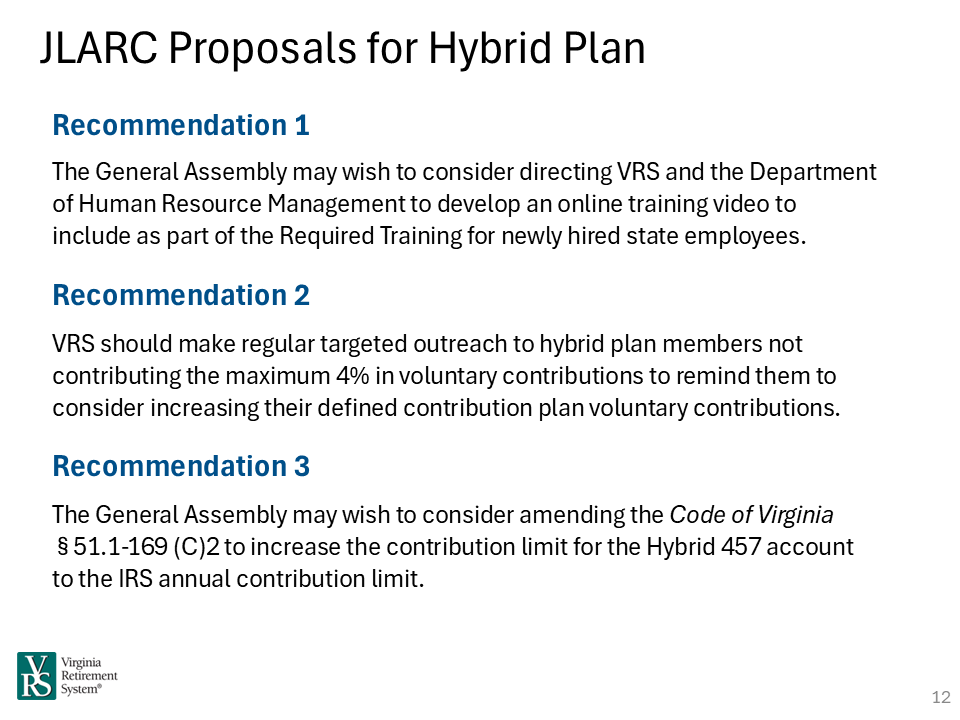 JLARC Proposals for Hybrid Plan
Recommendation 1
The General Assembly may wish to consider directing VRS and the Department
of Human Resource Management to develop an online training video to
include as part of the Required Training for newly hired state employees.
Recommendation 2
VRS should make regular targeted outreach to hybrid plan members not
contributing the maximum 4% in voluntary contributions to remind them to
consider increasing their defined contribution plan voluntary contributions.
Recommendation 3
The General Assembly may wish to consider amending the Code of Virginia
§ 51.1-169 (C)2 to increase the contribution limit for the Hybrid 457 account
to the IRS annual contribution limit.
VRS
Virginia
Retirement
System®
12